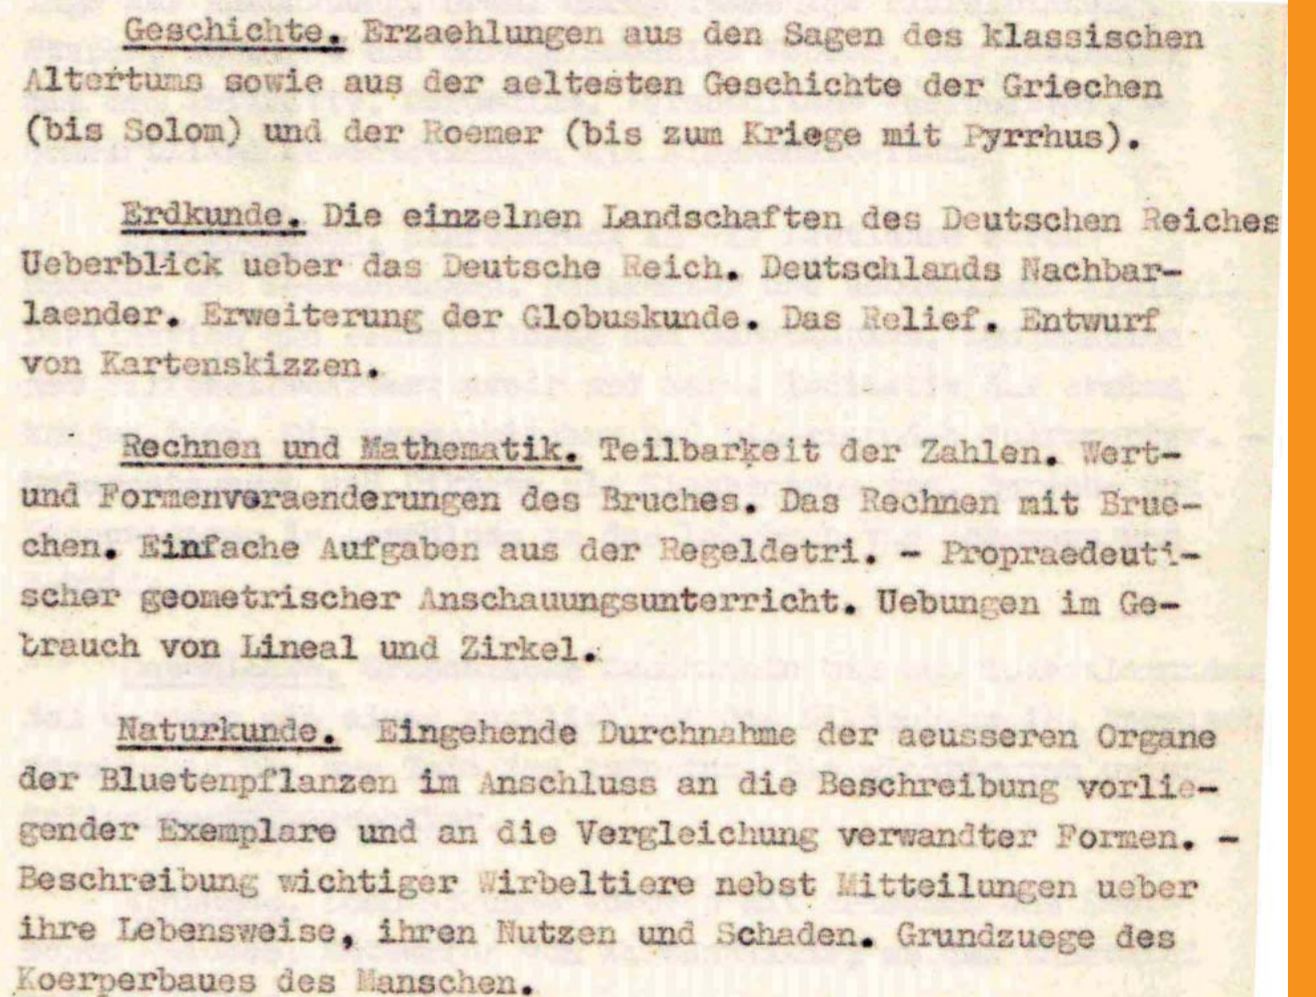 Geschichte. Erzaehlungen aus den Sagen des klassischen
Altertums sowie aus der aeltesten Geschichte der Griechen
(bis Solom) und der Roemer (bis zum Kriege mit Pyrrhus).
Erdkunde. Die einzelnen Landschaften des Deutschen Reiches
Ueberblick ueber das Deutsche Reich. Deutschlands Nachbar-
laender. Erweiterung der Globuskunde. Das Relief. Entwurf
von Kartenskizzen.
Rechnen und Mathematik. Teilbarkeit der Zahlen. Wert-
und Formenveraenderungen des Bruches. Das Rechnen mit Brue-
chen. Einfache Aufgaben aus der Regeldetri. - Propraedeuti-
scher geometrischer Anschauungsunterricht. Uebungen im Ge-
brauch von Lineal und Zirkel.
Naturkunde. Eingehende Durchnahme der aeusseren Organe
der Bluetenpflanzen im Anschluss an die Beschreibung vorlie-
gender Exemplare und an die Vergleichung verwandter Formen. -
Beschreibung wichtiger Wirbeltiere nebst Mitteilungen ueber
ihre Lebensweise, ihren Nutzen und Schaden. Grundzuege des
Koerperbaues des Manschen.